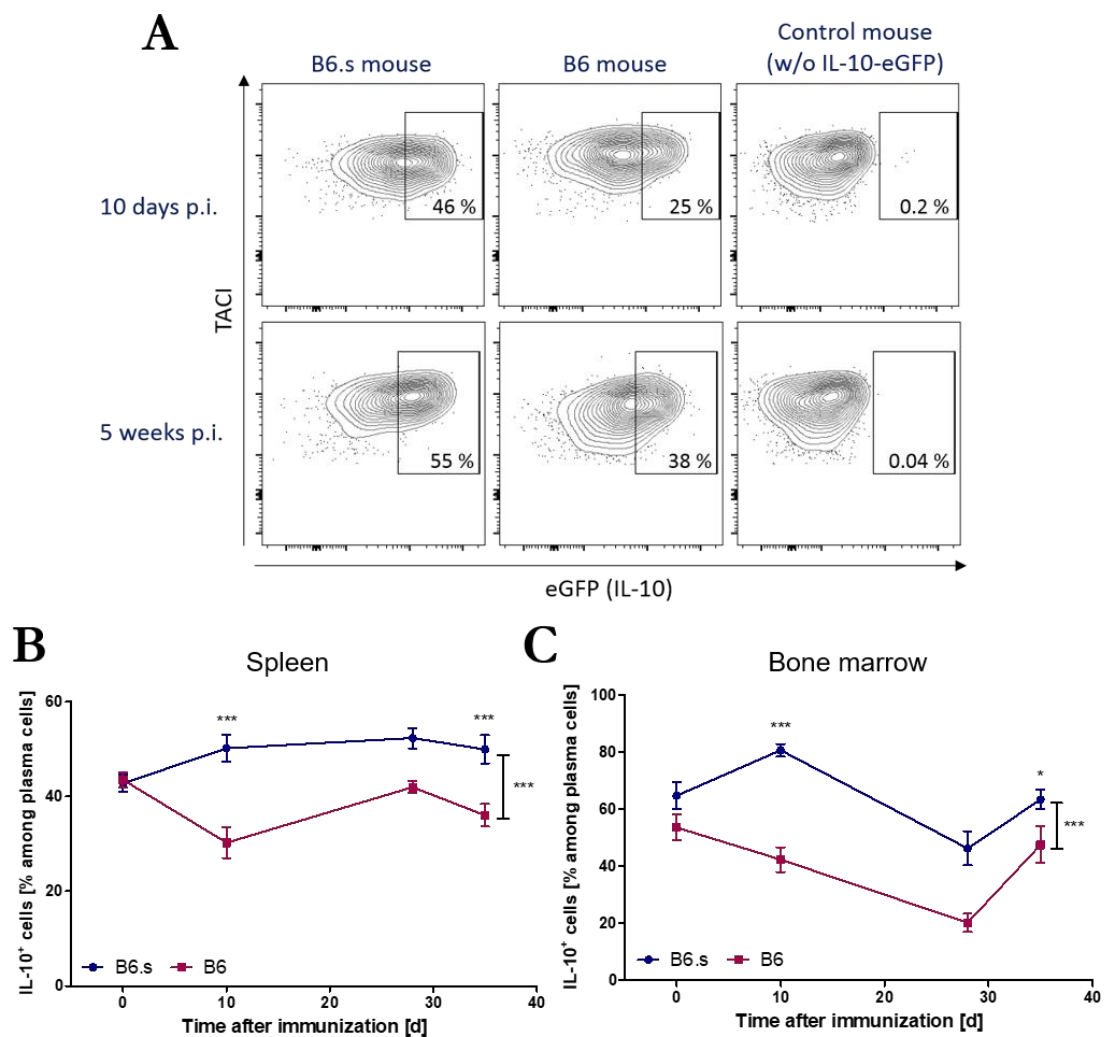 A
B6.s mouse
B6 mouse
Control mouse
(w/o IL-10-eGFP)
10 days p.i.
46 %
25 %
0.2 %
TACI
5 weeks p.i.
55 %
38 %
0.04 %
eGFP (IL-10)
B
Spleen
IL-10⁺ cells [% among plasma cells]
60
40
20
0
***
***
***
B6.s
B6
0
10
20
30
40
Time after immunization [d]
C
Bone marrow
IL-10⁺ cells [% among plasma cells]
100
80
60
40
20
0
***
*
***
B6.s
B6
0
10
20
30
40
Time after immunization [d]